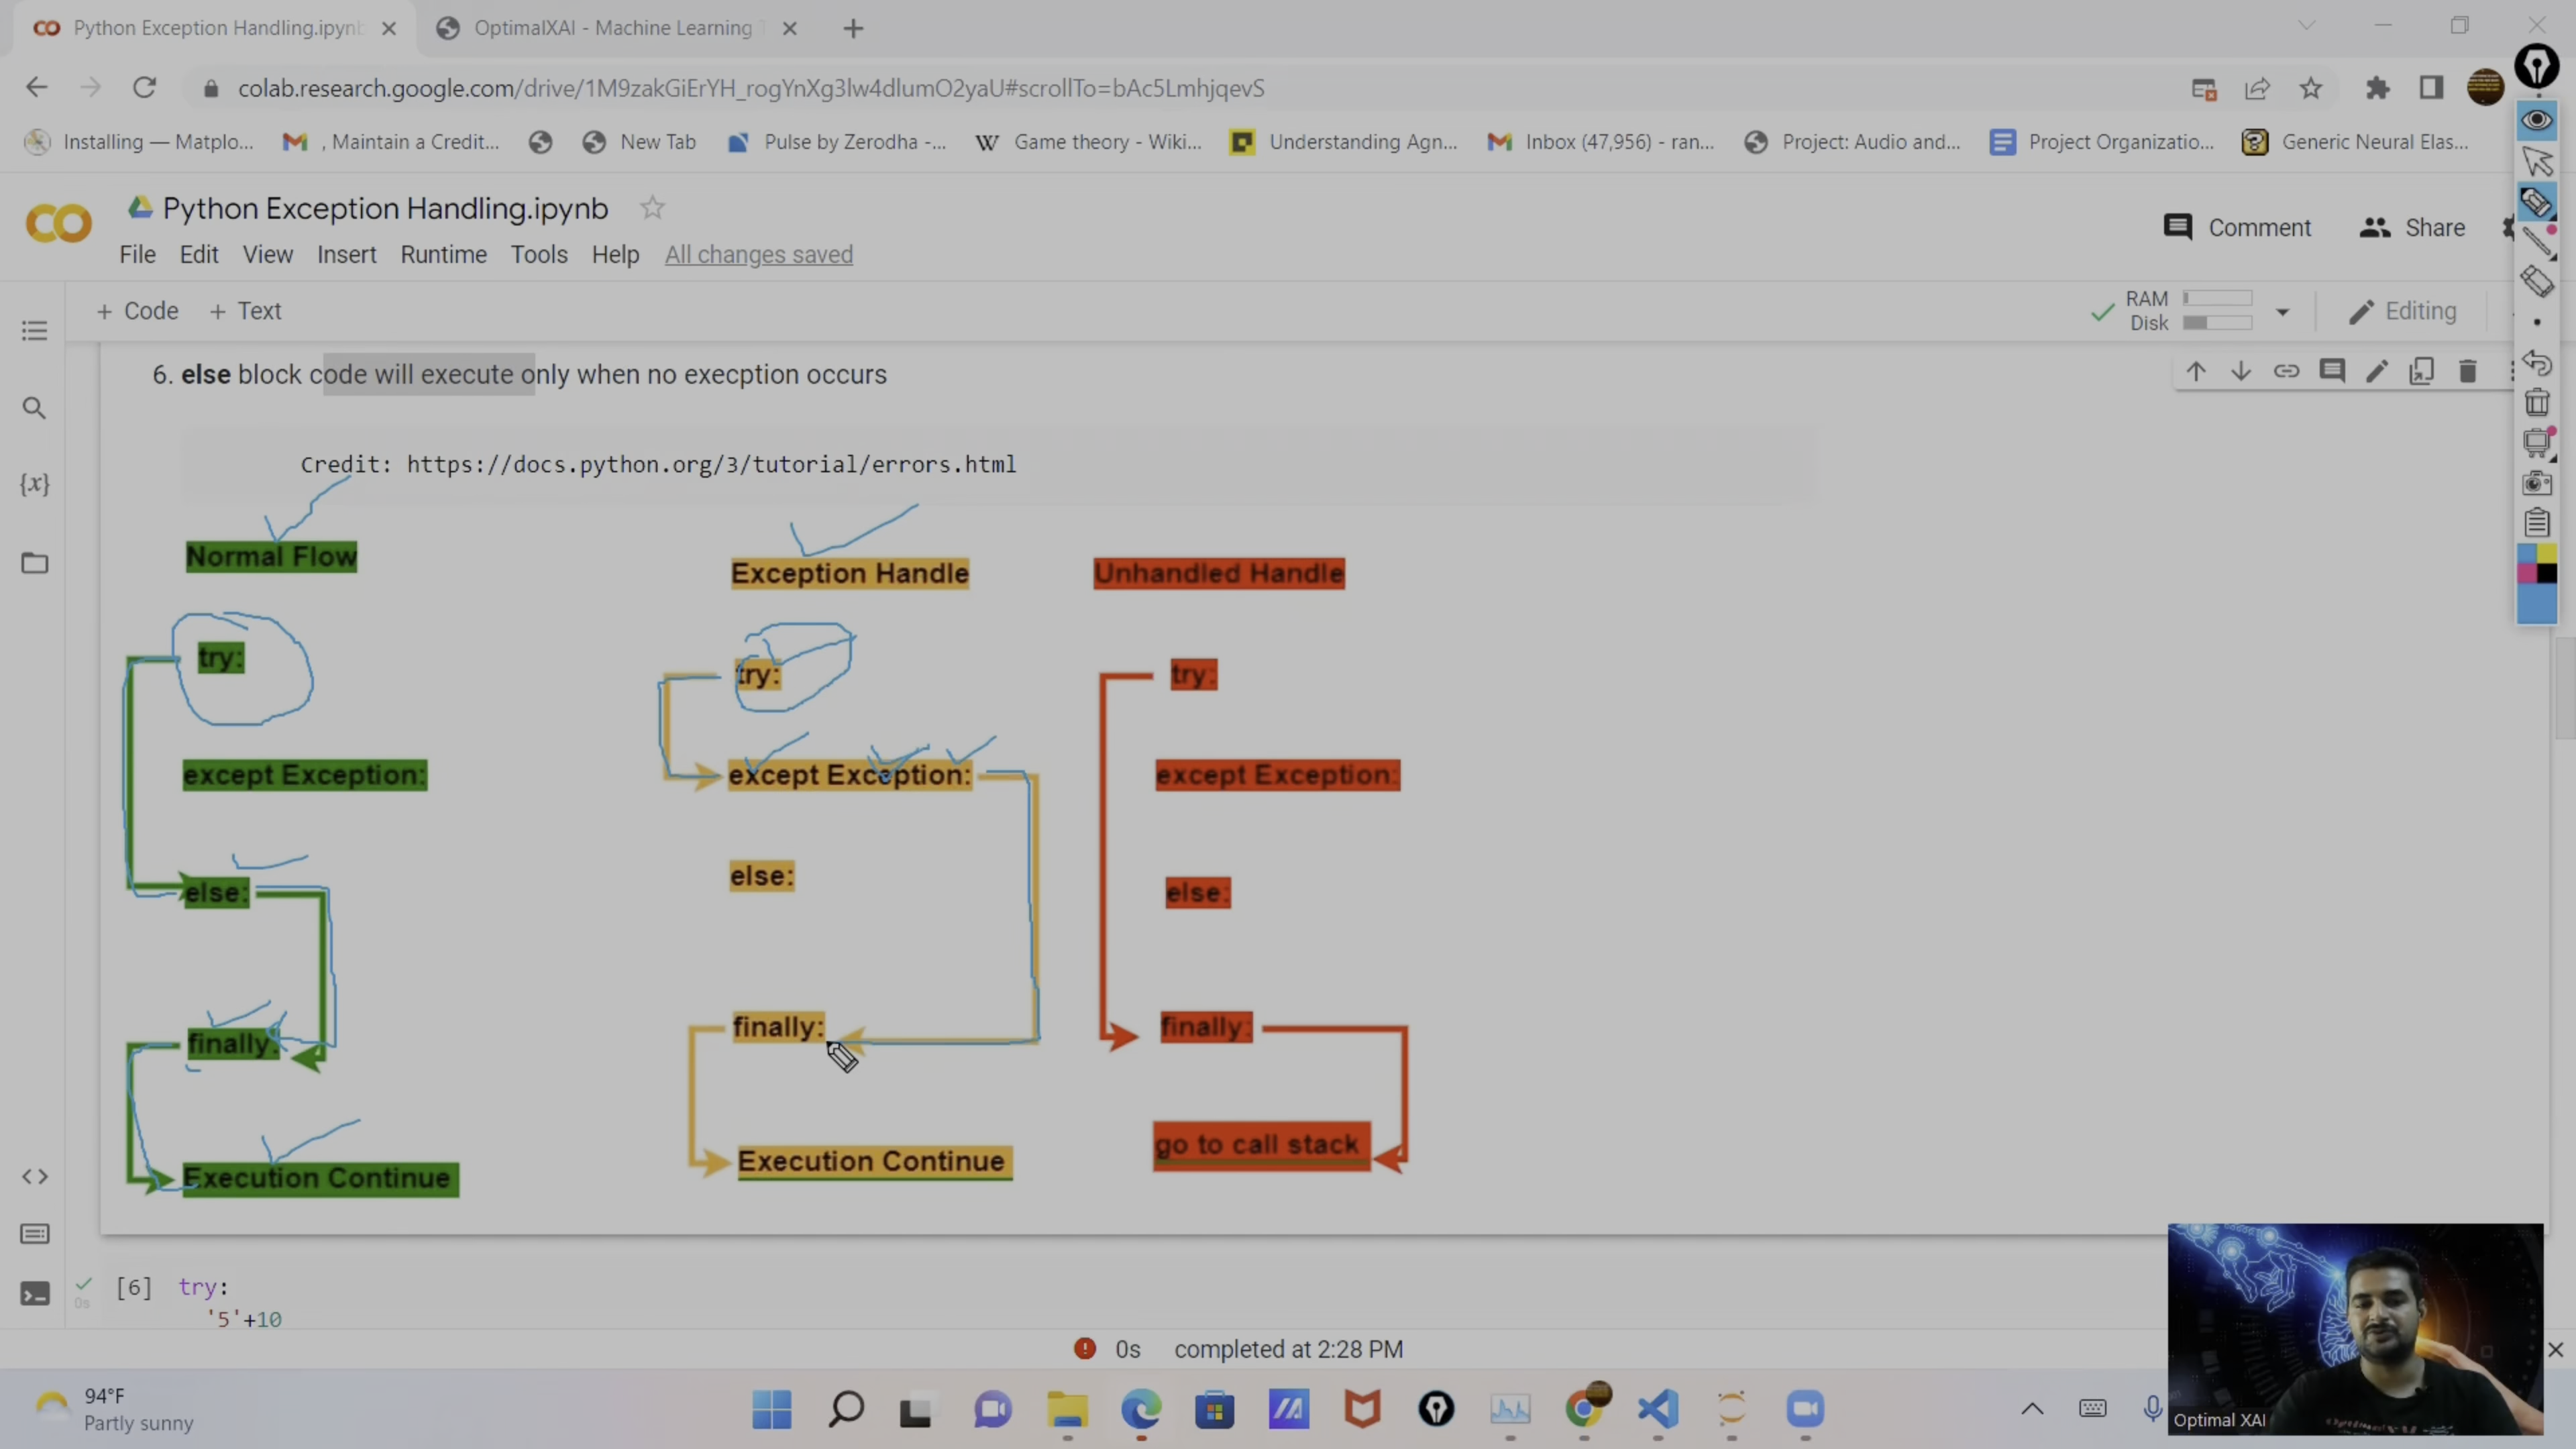 Python Exception Handling.ipynb
OptimalXAI - Machine Learning
colab.research.google.com/drive/1M9zakGiErYH_rogYnXg3lw4dlumO2yaU#scrollTo=bAc5LmhjqevS
Installing — Matplo...
, Maintain a Credit...
New Tab
Pulse by Zerodha -...
Game theory - Wiki...
Understanding Agn...
Inbox (47,956) - ran...
Project: Audio and...
Project Organizatio...
Generic Neural Elas...
Python Exception Handling.ipynb
Comment
Share
File Edit View Insert Runtime Tools Help All changes saved
+ Code + Text
RAM
Disk
Editing
6. else block code will execute only when no execption occurs
Credit: https://docs.python.org/3/tutorial/errors.html
Normal Flow
try:
except Exception:
else:
finally:
Execution Continue
Exception Handle
try:
except Exception:
else:
finally:
Execution Continue
Unhandled Handle
try:
except Exception:
else:
finally:
go to call stack
[6] try:
0s
'5'+10
0s completed at 2:28 PM
94°F
Partly sunny
Optimal XAI